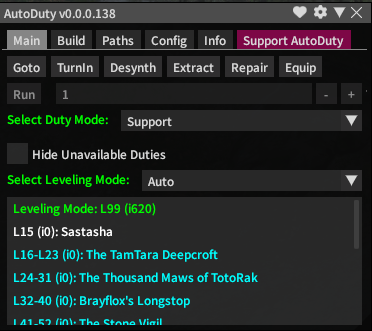 AutoDuty v0.0.0.138
Main Build Paths Config Info Support AutoDuty
Goto TurnIn Desynth Extract Repair Equip
Run 1 - +
Select Duty Mode: Support
Hide Unavailable Duties
Select Leveling Mode: Auto
Leveling Mode: L99 (i620)
L15 (i0): Sastasha
L16-L23 (i0): The TamTara Deepcroft
L24-31 (i0): The Thousand Maws of TotoRak
L32-40 (i0): Brayflox's Longstop
L41-52 (i0): The Stone Vigil